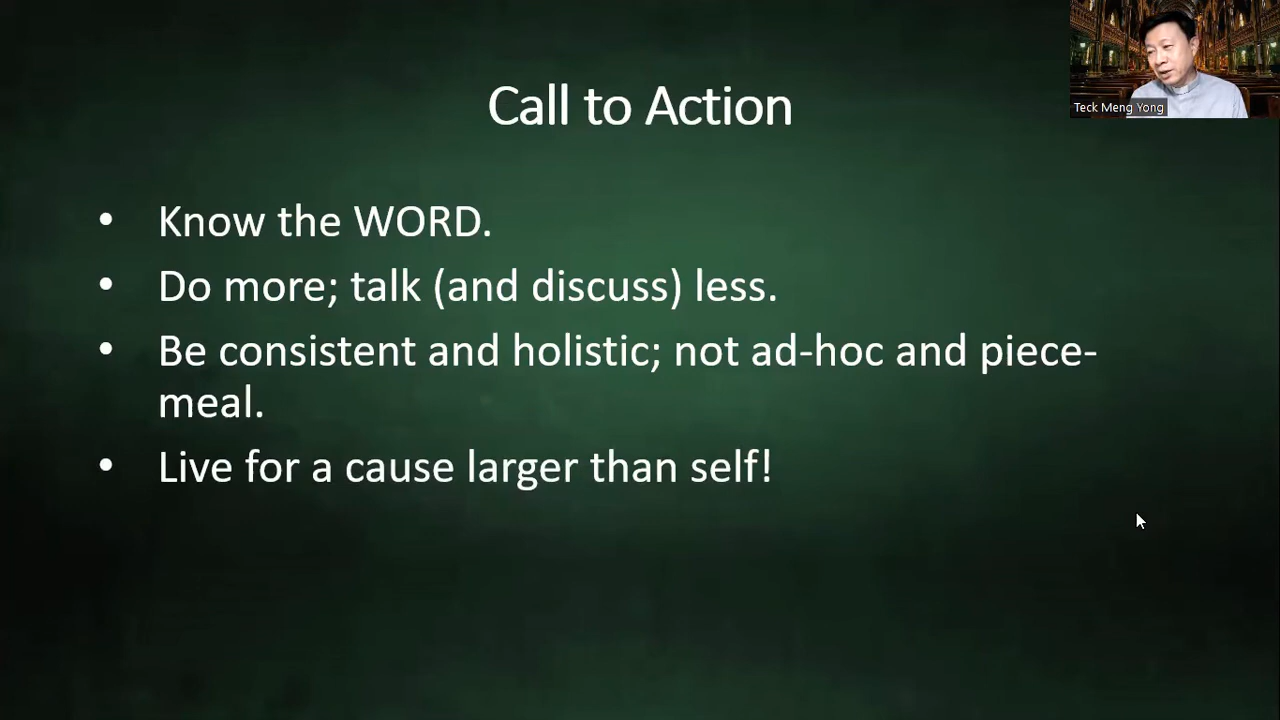 Call to Action
Teck Meng Yong
• Know the WORD.
• Do more; talk (and discuss) less.
• Be consistent and holistic; not ad-hoc and piece-
meal.
• Live for a cause larger than self!